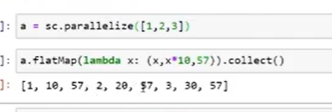 ]: a = sc.parallelize([1,2,3])
]: a.flatMap(lambda x: (x,x*10,57)).collect()
]: [1, 10, 57, 2, 20, 57, 3, 30, 57]